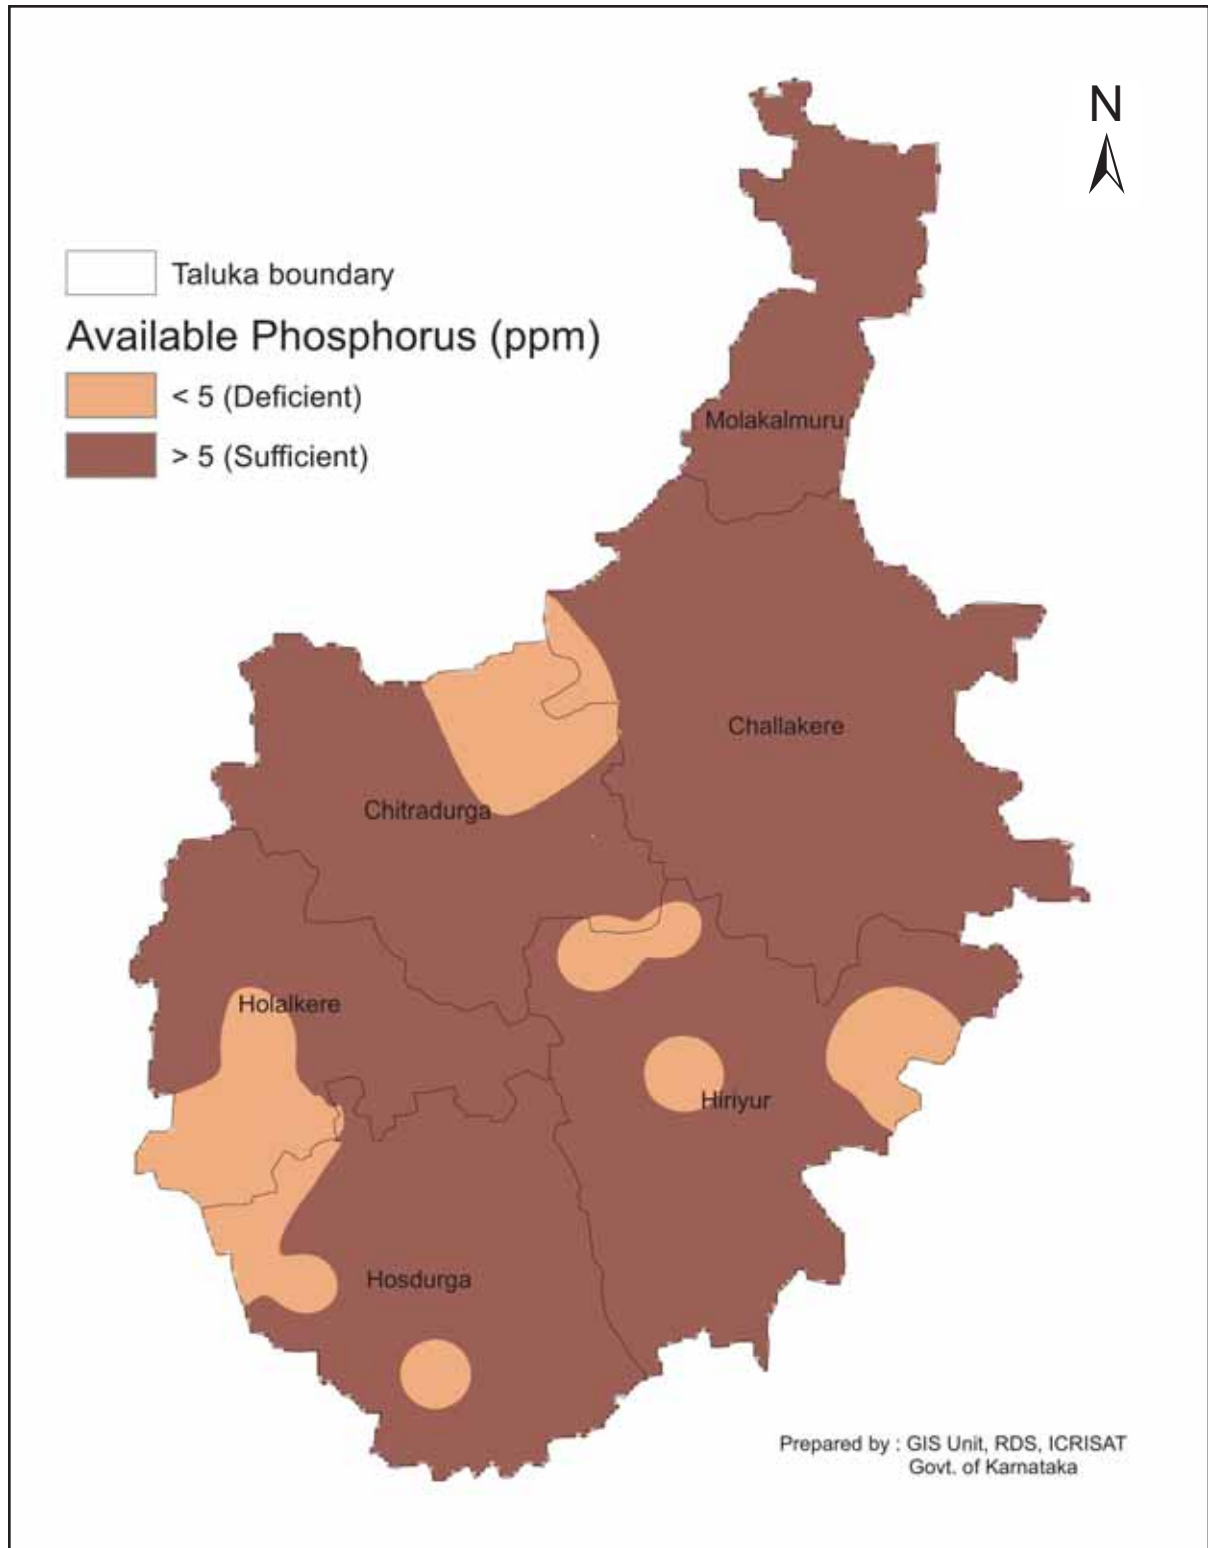 N
Taluka boundary
Available Phosphorus (ppm)
< 5 (Deficient)
> 5 (Sufficient)
Molakalmuru
Challakere
Chitradurga
Holalkere
Hiriyur
Hosdurga
Prepared by : GIS Unit, RDS, ICRISAT
Govt. of Karnataka